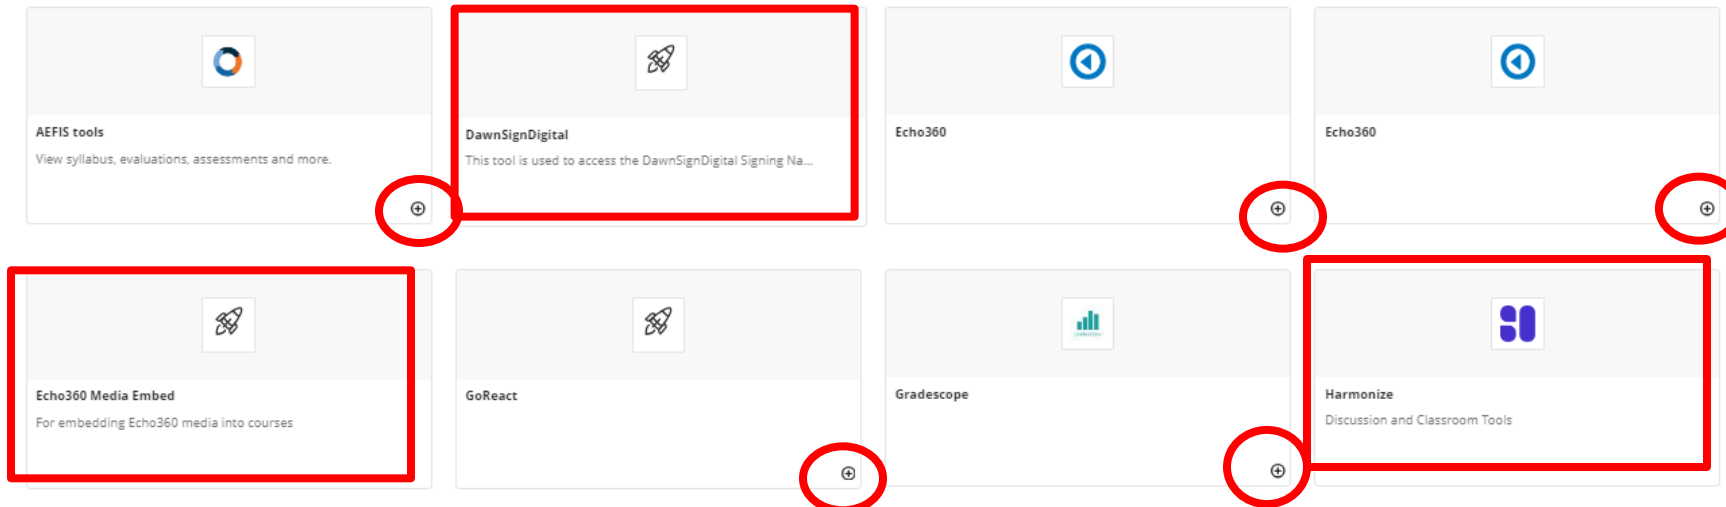 AEFIS tools
View syllabus, evaluations, assessments and more.
DawnSignDigital
This tool is used to access the DawnSignDigital Signing Na...
Echo360
Echo360
Echo360 Media Embed
For embedding Echo360 media into courses
GoReact
Gradescope
Harmonize
Discussion and Classroom Tools